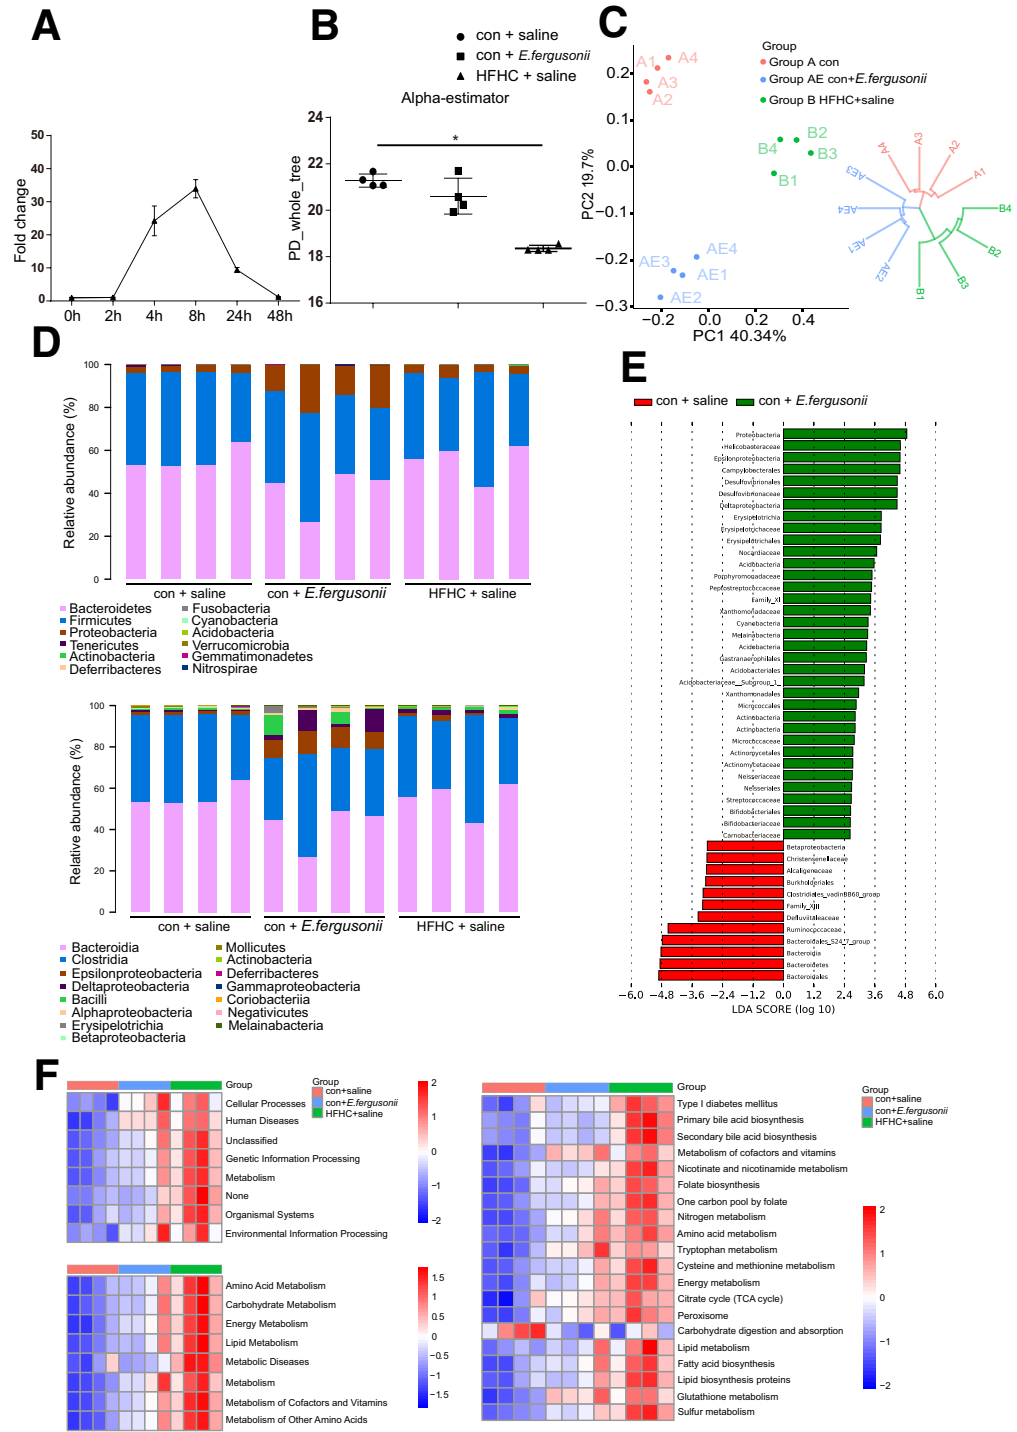 A
50
40
30
20
10
0
Fold change
0h 2h 4h 8h 24h 48h
B
con + saline
con + E.fergusonii
HFHC + saline
Alpha-estimator
*
24
22
20
18
16
PD_whole_tree
C
Group
Group A con
Group AE con+E.fergusonii
Group B HFHC+saline
0.2
0.1
0.0
−0.1
−0.2
−0.3
PC2 19.7%
A1 A4
A3
A2
B2
B4 B3
B1
AE4
AE3 AE1
AE2
−0.2 0.0 0.2 0.4
PC1 40.34%
A4 A3 A2 A1
AE3 AE4 AE1 AE2
B4 B2 B3 B1
D
100
80
60
40
20
0
Relative abundance (%)
con + saline con + E.fergusonii HFHC + saline
Bacteroidetes Fusobacteria
Firmicutes Cyanobacteria
Proteobacteria Acidobacteria
Tenericutes Verrucomicrobia
Actinobacteria Gemmatimonadetes
Deferribacteres Nitrospirae
100
80
60
40
20
0
Relative abundance (%)
con + saline con + E.fergusonii HFHC + saline
Bacteroidia Mollicutes
Clostridia Actinobacteria
Epsilonproteobacteria Deferribacteres
Deltaproteobacteria Gammaproteobacteria
Bacilli Coriobacteriia
Alphaproteobacteria Negativicutes
Erysipelotrichia Melainabacteria
Betaproteobacteria
E
con + saline con + E.fergusonii
Proteobacteria
Helicobacteraceae
Epsilonproteobacteria
Campylobacterales
Desulfovibrionales
Desulfovibrionaceae
Deltaproteobacteria
Erysipelotrichia
Erysipelotrichaceae
Erysipelotrichales
Nocardiaceae
Acidobacteria
Porphyromonadaceae
Peptostreptococcaceae
Family_XI
Xanthomonadaceae
Cyanobacteria
Melainabacteria
Acidobacteria
Gastranaerophilales
Acidobacteriales
Acidobacteriaceae__Subgroup_1_
Xanthomonadales
Micrococcales
Actinobacteria
Actinobacteria
Micrococcaceae
Actinomycetales
Actinomycetaceae
Neisseriaceae
Neisseriales
Streptococcaceae
Bifidobacteriales
Bifidobacteriaceae
Carnobacteriaceae
Betaproteobacteria
Christensenellaceae
Alcaligenaceae
Burkholderiales
Clostridiales_vadinBB60_group
Family_XIII
Defluviitaleaceae
Ruminococcaceae
Bacteroidales_S24-7_group
Bacteroidia
Bacteroidetes
Bacteroidales
−6.0 −4.8 −3.6 −2.4 −1.2 0.0 1.2 2.4 3.6 4.8 6.0
LDA SCORE (log 10)
F
Group
Cellular Processes
Human Diseases
Unclassified
Genetic Information Processing
Metabolism
None
Organismal Systems
Environmental Information Processing
Group
con+saline
con+E.fergusonii
HFHC+saline
2
1
0
−1
−2
Amino Acid Metabolism
Carbohydrate Metabolism
Energy Metabolism
Lipid Metabolism
Metabolic Diseases
Metabolism
Metabolism of Cofactors and Vitamins
Metabolism of Other Amino Acids
1.5
1
0.5
0
−0.5
−1
−1.5
Group
Type I diabetes mellitus
Primary bile acid biosynthesis
Secondary bile acid biosynthesis
Metabolism of cofactors and vitamins
Nicotinate and nicotinamide metabolism
Folate biosynthesis
One carbon pool by folate
Nitrogen metabolism
Amino acid metabolism
Tryptophan metabolism
Cysteine and methionine metabolism
Energy metabolism
Citrate cycle (TCA cycle)
Peroxisome
Carbohydrate digestion and absorption
Lipid metabolism
Fatty acid biosynthesis
Lipid biosynthesis proteins
Glutathione metabolism
Sulfur metabolism
Group
con+saline
con+E.fergusonii
HFHC+saline
2
1
0
−1
−2